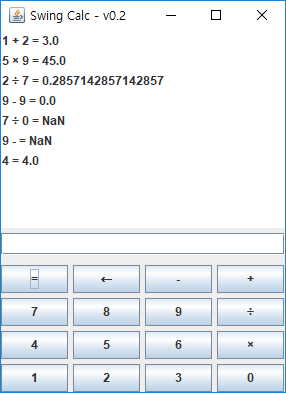 Swing Calc - v0.2
1 + 2 = 3.0
5 × 9 = 45.0
2 ÷ 7 = 0.2857142857142857
9 - 9 = 0.0
7 ÷ 0 = NaN
9 - = NaN
4 = 4.0
= ← - +
7 8 9 ÷
4 5 6 ×
1 2 3 0